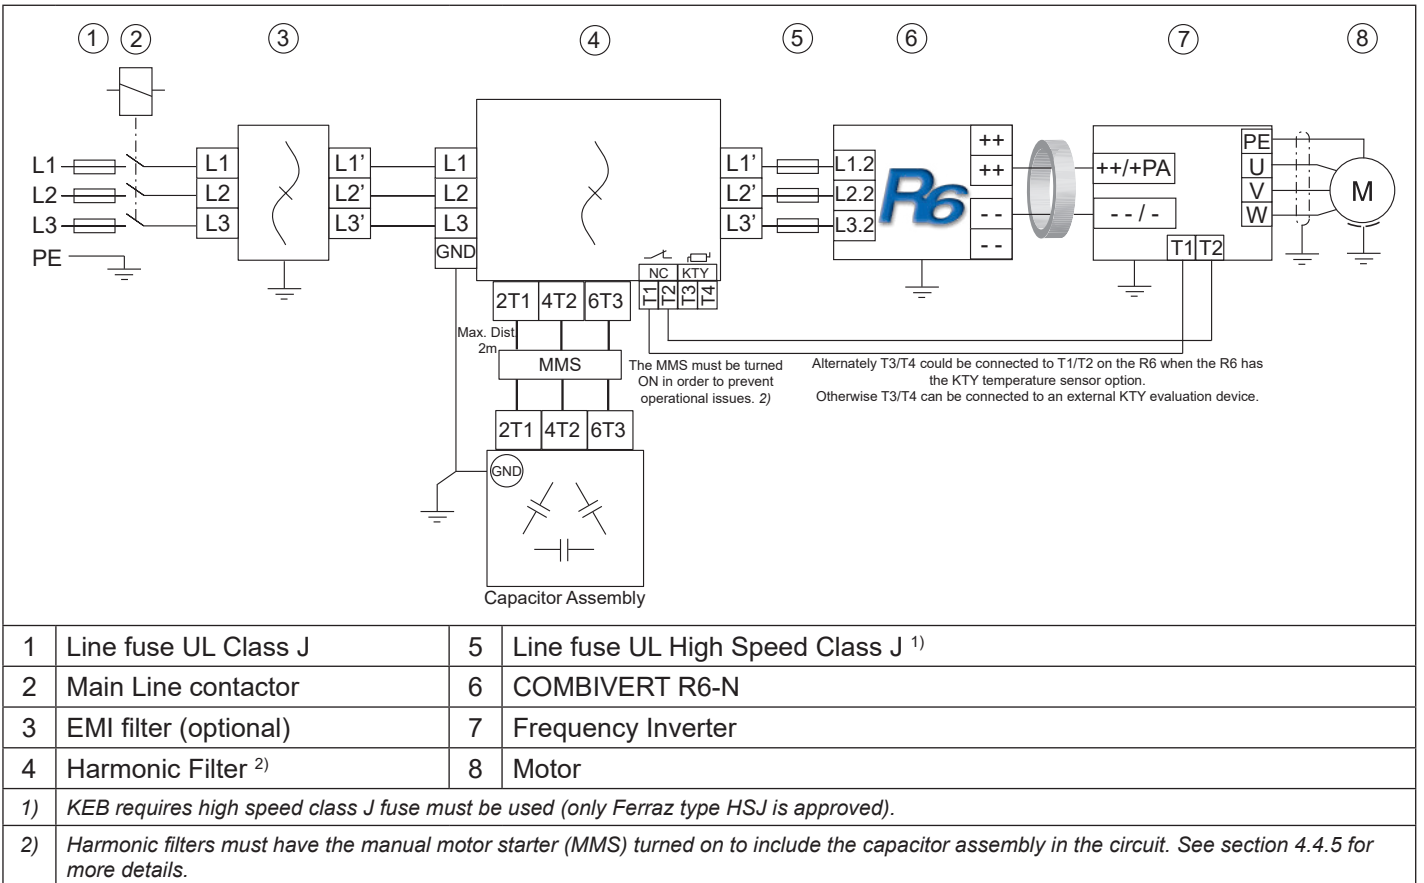 1 2 3 4 5 6 7 8
L1
L2
L3
PE
L1
L2
L3
L1'
L2'
L3'
L1
L2
L3
GND
L1'
L2'
L3'
NC KTY
T1 T2 T3 T4
2T1 4T2 6T3
Max. Dist.
2m
MMS
2T1 4T2 6T3
GND
Capacitor Assembly
The MMS must be turned
ON in order to prevent
operational issues. 2)
L1.2
L2.2
L3.2
R6
++
++
- -
- -
++/+PA
- - / -
PE
U
V
W
T1 T2
M
Alternately T3/T4 could be connected to T1/T2 on the R6 when the R6 has
the KTY temperature sensor option.
Otherwise T3/T4 can be connected to an external KTY evaluation device.
1 Line fuse UL Class J 5 Line fuse UL High Speed Class J 1)
2 Main Line contactor 6 COMBIVERT R6-N
3 EMI filter (optional) 7 Frequency Inverter
4 Harmonic Filter 2) 8 Motor
1) KEB requires high speed class J fuse must be used (only Ferraz type HSJ is approved).
2) Harmonic filters must have the manual motor starter (MMS) turned on to include the capacitor assembly in the circuit. See section 4.4.5 for
more details.